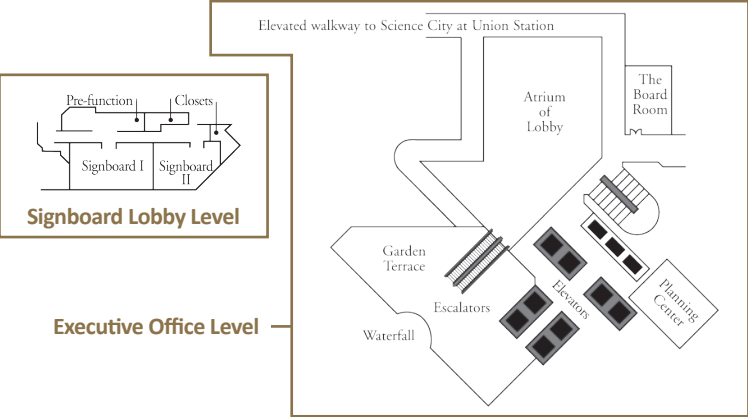 Elevated walkway to Science City at Union Station
The
Board
Room
Atrium
of
Lobby
Pre-function
Closets
Signboard I
Signboard
II
Signboard Lobby Level
Garden
Terrace
Escalators
Elevators
Planning
Center
Waterfall
Executive Office Level